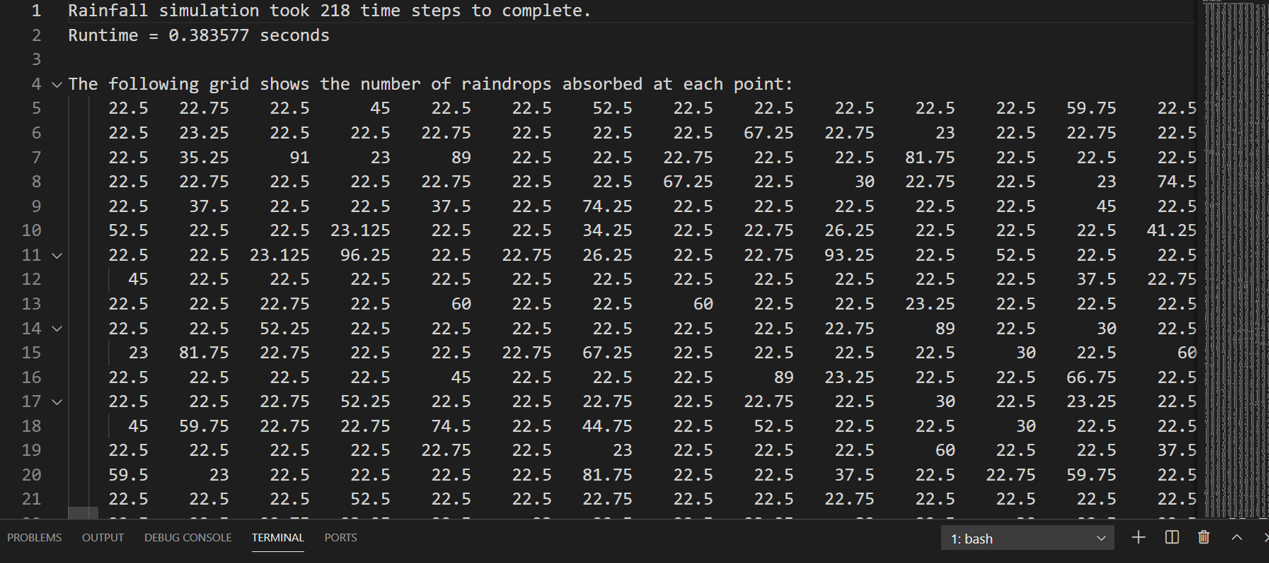 1 Rainfall simulation took 218 time steps to complete.
2 Runtime = 0.383577 seconds
3
4 The following grid shows the number of raindrops absorbed at each point:
5 22.5 22.75 22.5 45 22.5 22.5 52.5 22.5 22.5 22.5 22.5 22.5 59.75 22.5
6 22.5 23.25 22.5 22.5 22.75 22.5 22.5 22.5 67.25 22.75 23 22.5 22.75 22.5
7 22.5 35.25 91 23 89 22.5 22.5 22.75 22.5 22.5 81.75 22.5 22.5 22.5
8 22.5 22.75 22.5 22.5 22.75 22.5 22.5 67.25 22.5 30 22.75 22.5 23 74.5
9 22.5 37.5 22.5 22.5 37.5 22.5 74.25 22.5 22.5 22.5 22.5 22.5 45 22.5
10 52.5 22.5 22.5 23.125 22.5 22.5 34.25 22.5 22.75 26.25 22.5 22.5 22.5 41.25
11 22.5 22.5 23.125 96.25 22.5 22.75 26.25 22.5 22.75 93.25 22.5 52.5 22.5 22.5
12 45 22.5 22.5 22.5 22.5 22.5 22.5 22.5 22.5 22.5 22.5 22.5 37.5 22.75
13 22.5 22.5 22.75 22.5 60 22.5 22.5 60 22.5 22.5 23.25 22.5 22.5 22.5
14 22.5 22.5 52.25 22.5 22.5 22.5 22.5 22.5 22.5 22.75 89 22.5 30 22.5
15 23 81.75 22.75 22.5 22.5 22.75 67.25 22.5 22.5 22.5 22.5 30 22.5 60
16 22.5 22.5 22.5 22.5 45 22.5 22.5 22.5 89 23.25 22.5 22.5 66.75 22.5
17 22.5 22.5 22.75 52.25 22.5 22.5 22.75 22.5 22.75 22.5 30 22.5 23.25 22.5
18 45 59.75 22.75 22.75 74.5 22.5 44.75 22.5 52.5 22.5 22.5 30 22.5 22.5
19 22.5 22.5 22.5 22.5 22.75 22.5 23 22.5 22.5 22.5 60 22.5 22.5 37.5
20 59.5 23 22.5 22.5 22.5 22.5 81.75 22.5 22.5 37.5 22.5 22.75 59.75 22.5
21 22.5 22.5 22.5 52.5 22.5 22.5 22.75 22.5 22.5 22.75 22.5 22.5 22.5 22.5
PROBLEMS OUTPUT DEBUG CONSOLE TERMINAL PORTS 1: bash